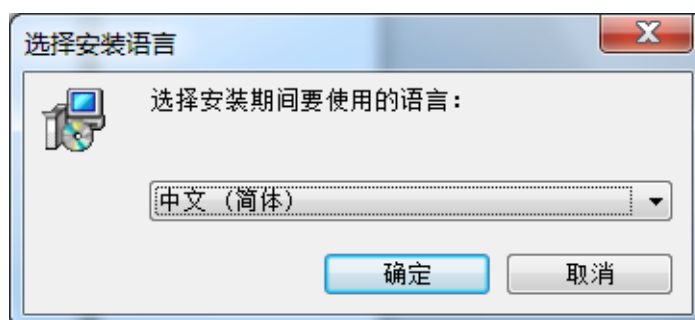 选择安装语言
选择安装期间要使用的语言：
中文 (简体)
确定
取消